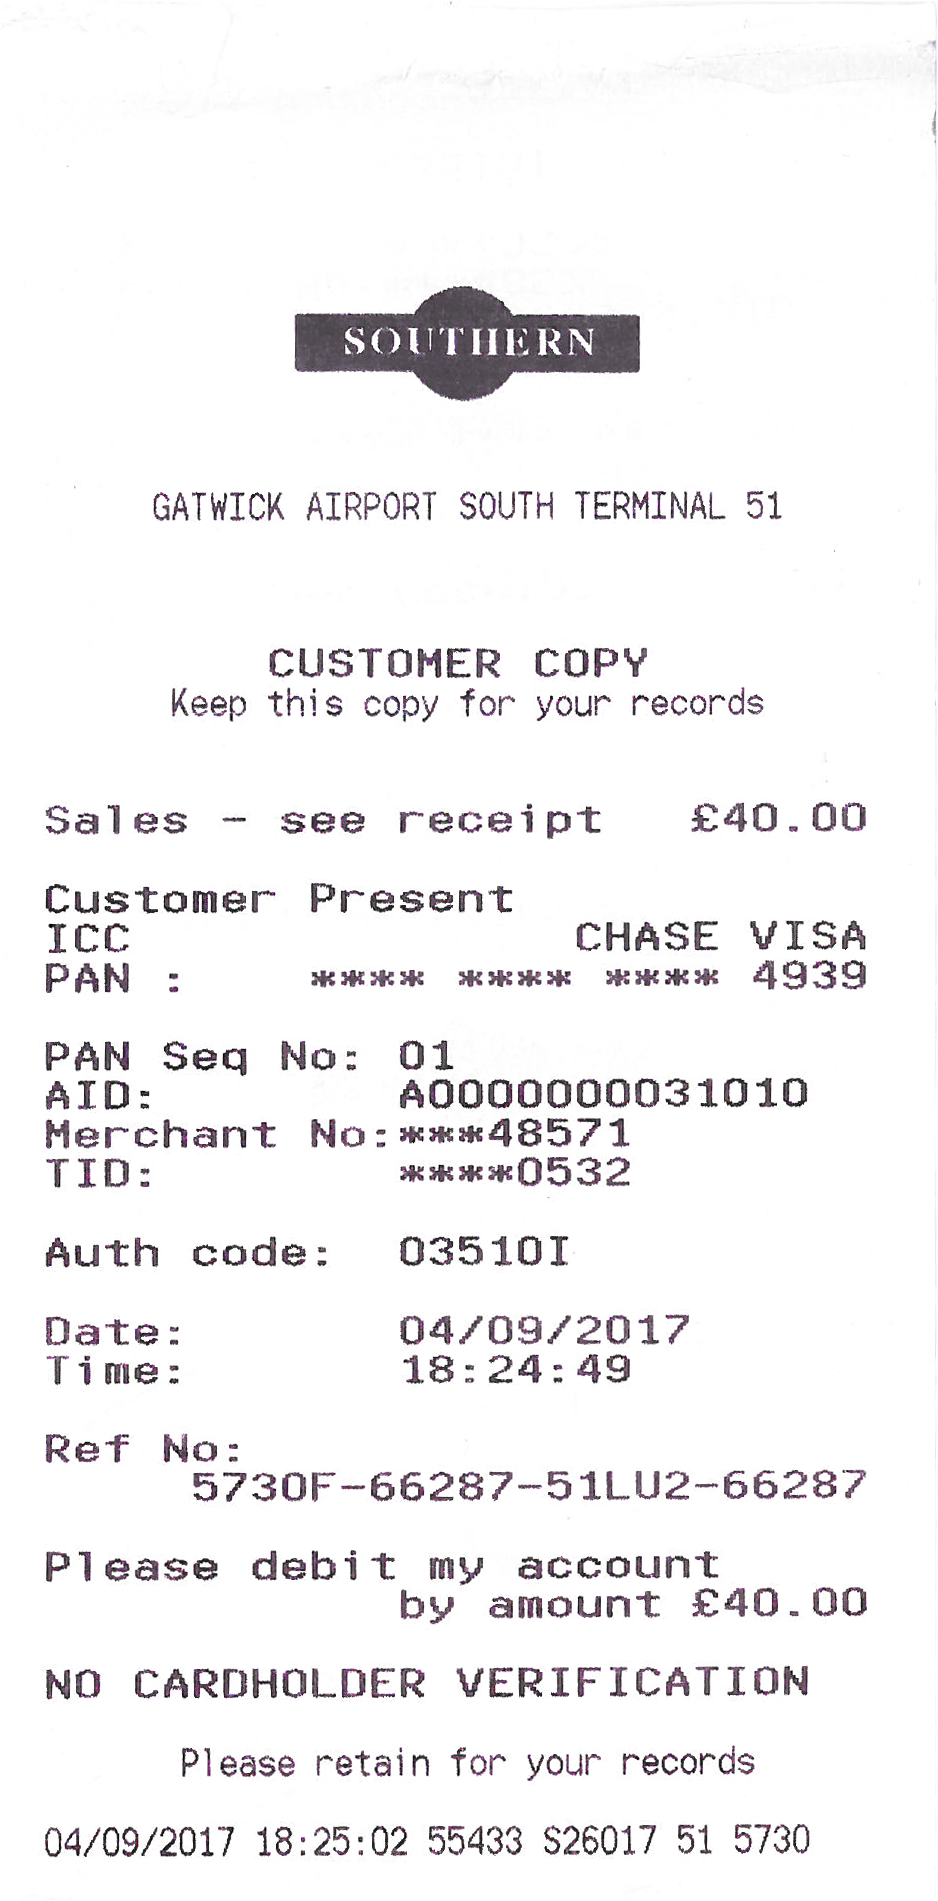 SOUTHERN
GATWICK AIRPORT SOUTH TERMINAL 51
CUSTOMER COPY
Keep this copy for your records
Sales - see receipt £40.00
Customer Present
ICC CHASE VISA
PAN : **** **** **** 4939
PAN Seq No: 01
AID: A0000000031010
Merchant No:***48571
TID: ****0532
Auth code: 03510I
Date: 04/09/2017
Time: 18:24:49
Ref No:
5730F-66287-51LU2-66287
Please debit my account
by amount £40.00
NO CARDHOLDER VERIFICATION
Please retain for your records
04/09/2017 18:25:02 55433 S26017 51 5730